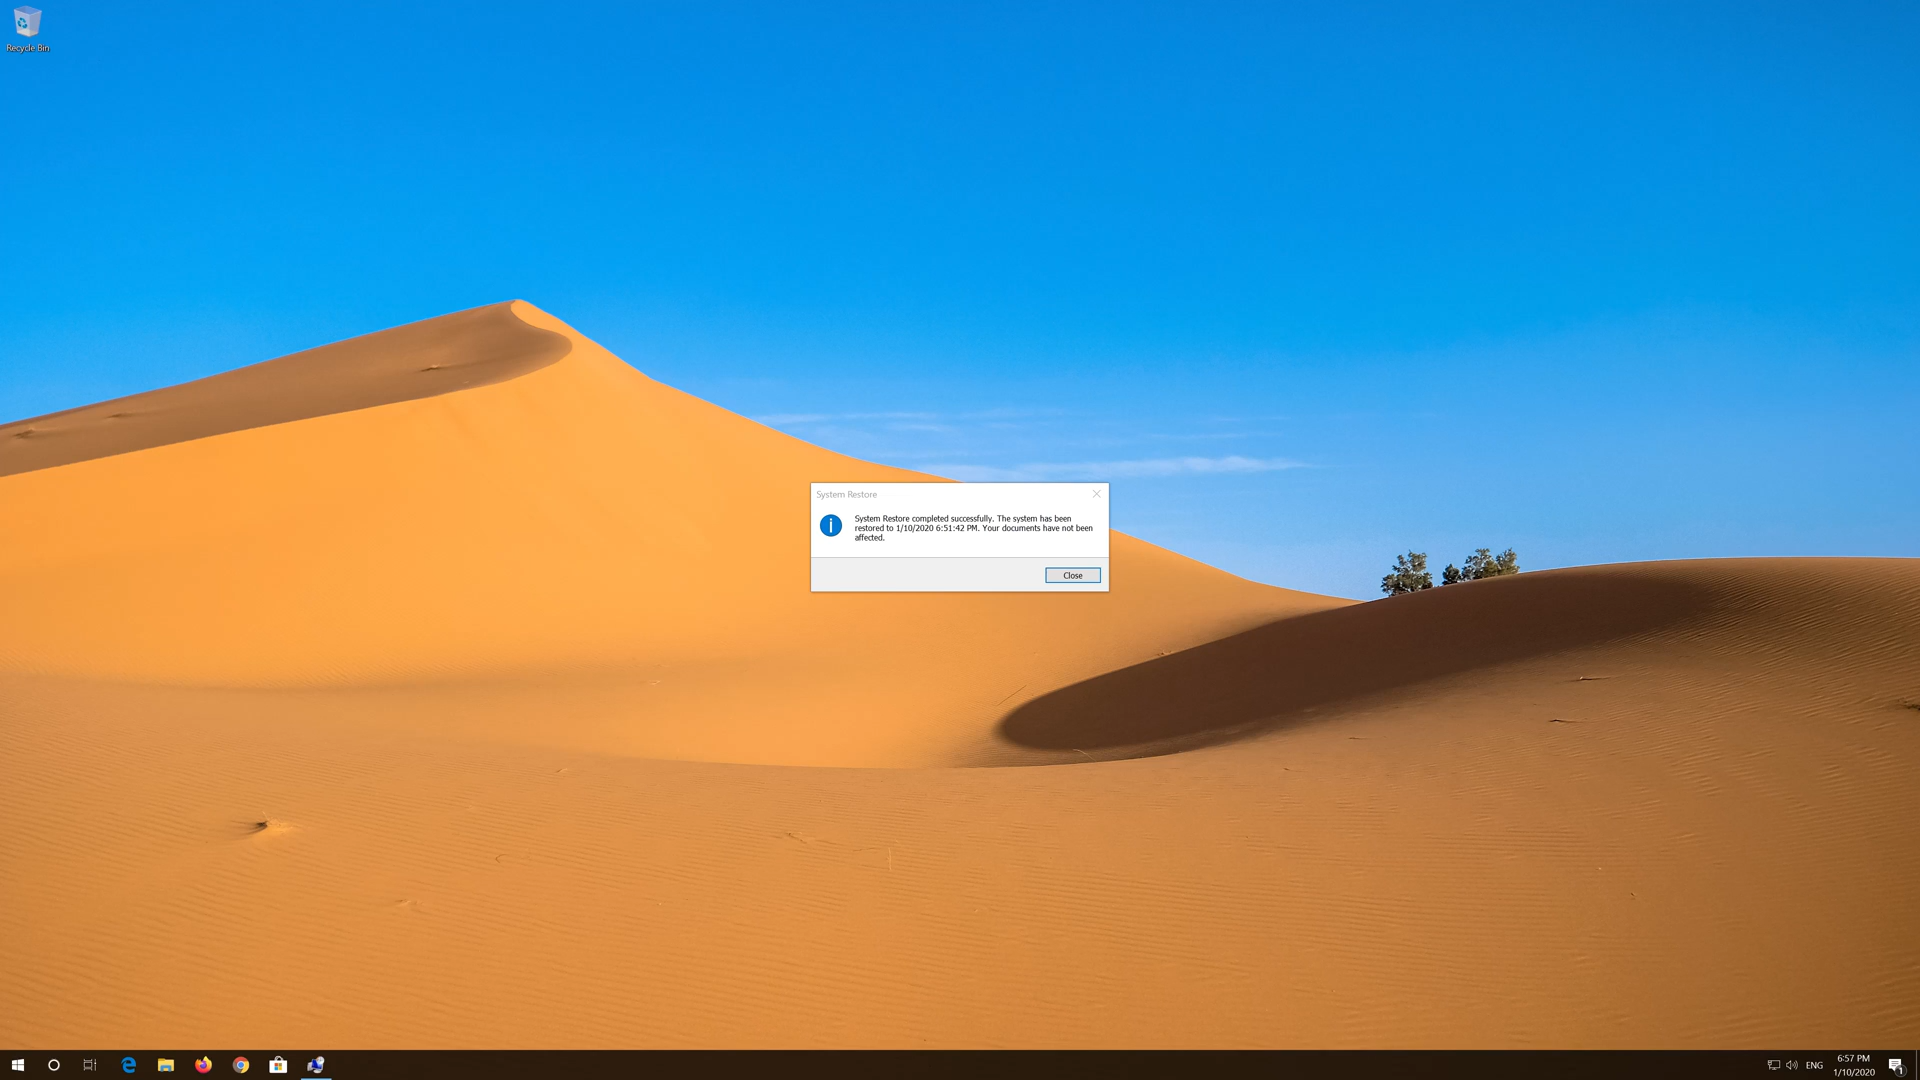 Recycle Bin
System Restore
System Restore completed successfully. The system has been
restored to 1/10/2020 6:51:42 PM. Your documents have not been
affected.
Close
ENG
6:57 PM
1/10/2020
1